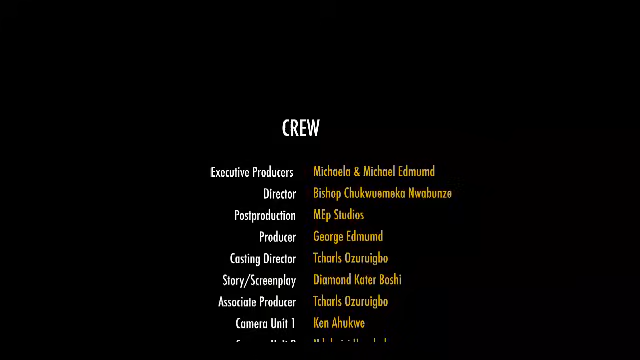 CREW
Executive Producers Michaela & Michael Edmumd
Director Bishop Chukwuemeka Nwabunze
Postproduction MEp Studios
Producer George Edmumd
Casting Director Tcharls Ozuruigbo
Story/Screenplay Diamond Kater Boshi
Associate Producer Tcharls Ozuruigbo
Camera Unit 1 Ken Ahukwe